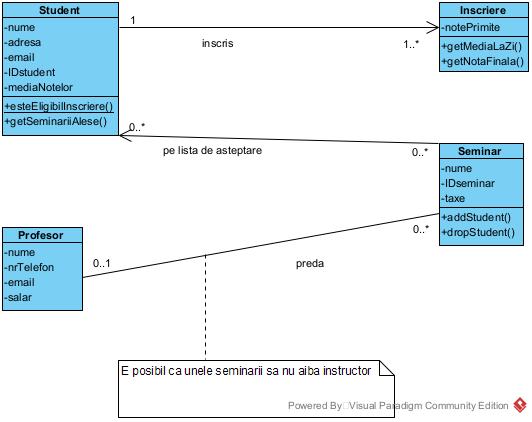 Student
-nume
-adresa
-email
-IDstudent
-mediaNotelor
+esteEligibilInscriere()
+getSeminariiAlese()
1
inscris
1..*
Inscriere
-notePrimite
+getMediaLaZi()
+getNotaFinala()
0..*
pe lista de asteptare
0..*
Seminar
-nume
-IDseminar
-taxe
+addStudent()
+dropStudent()
Profesor
-nume
-nrTelefon
-email
-salar
0..1
preda
0..*
E posibil ca unele seminarii sa nu aiba instructor
Powered By Visual Paradigm Community Edition